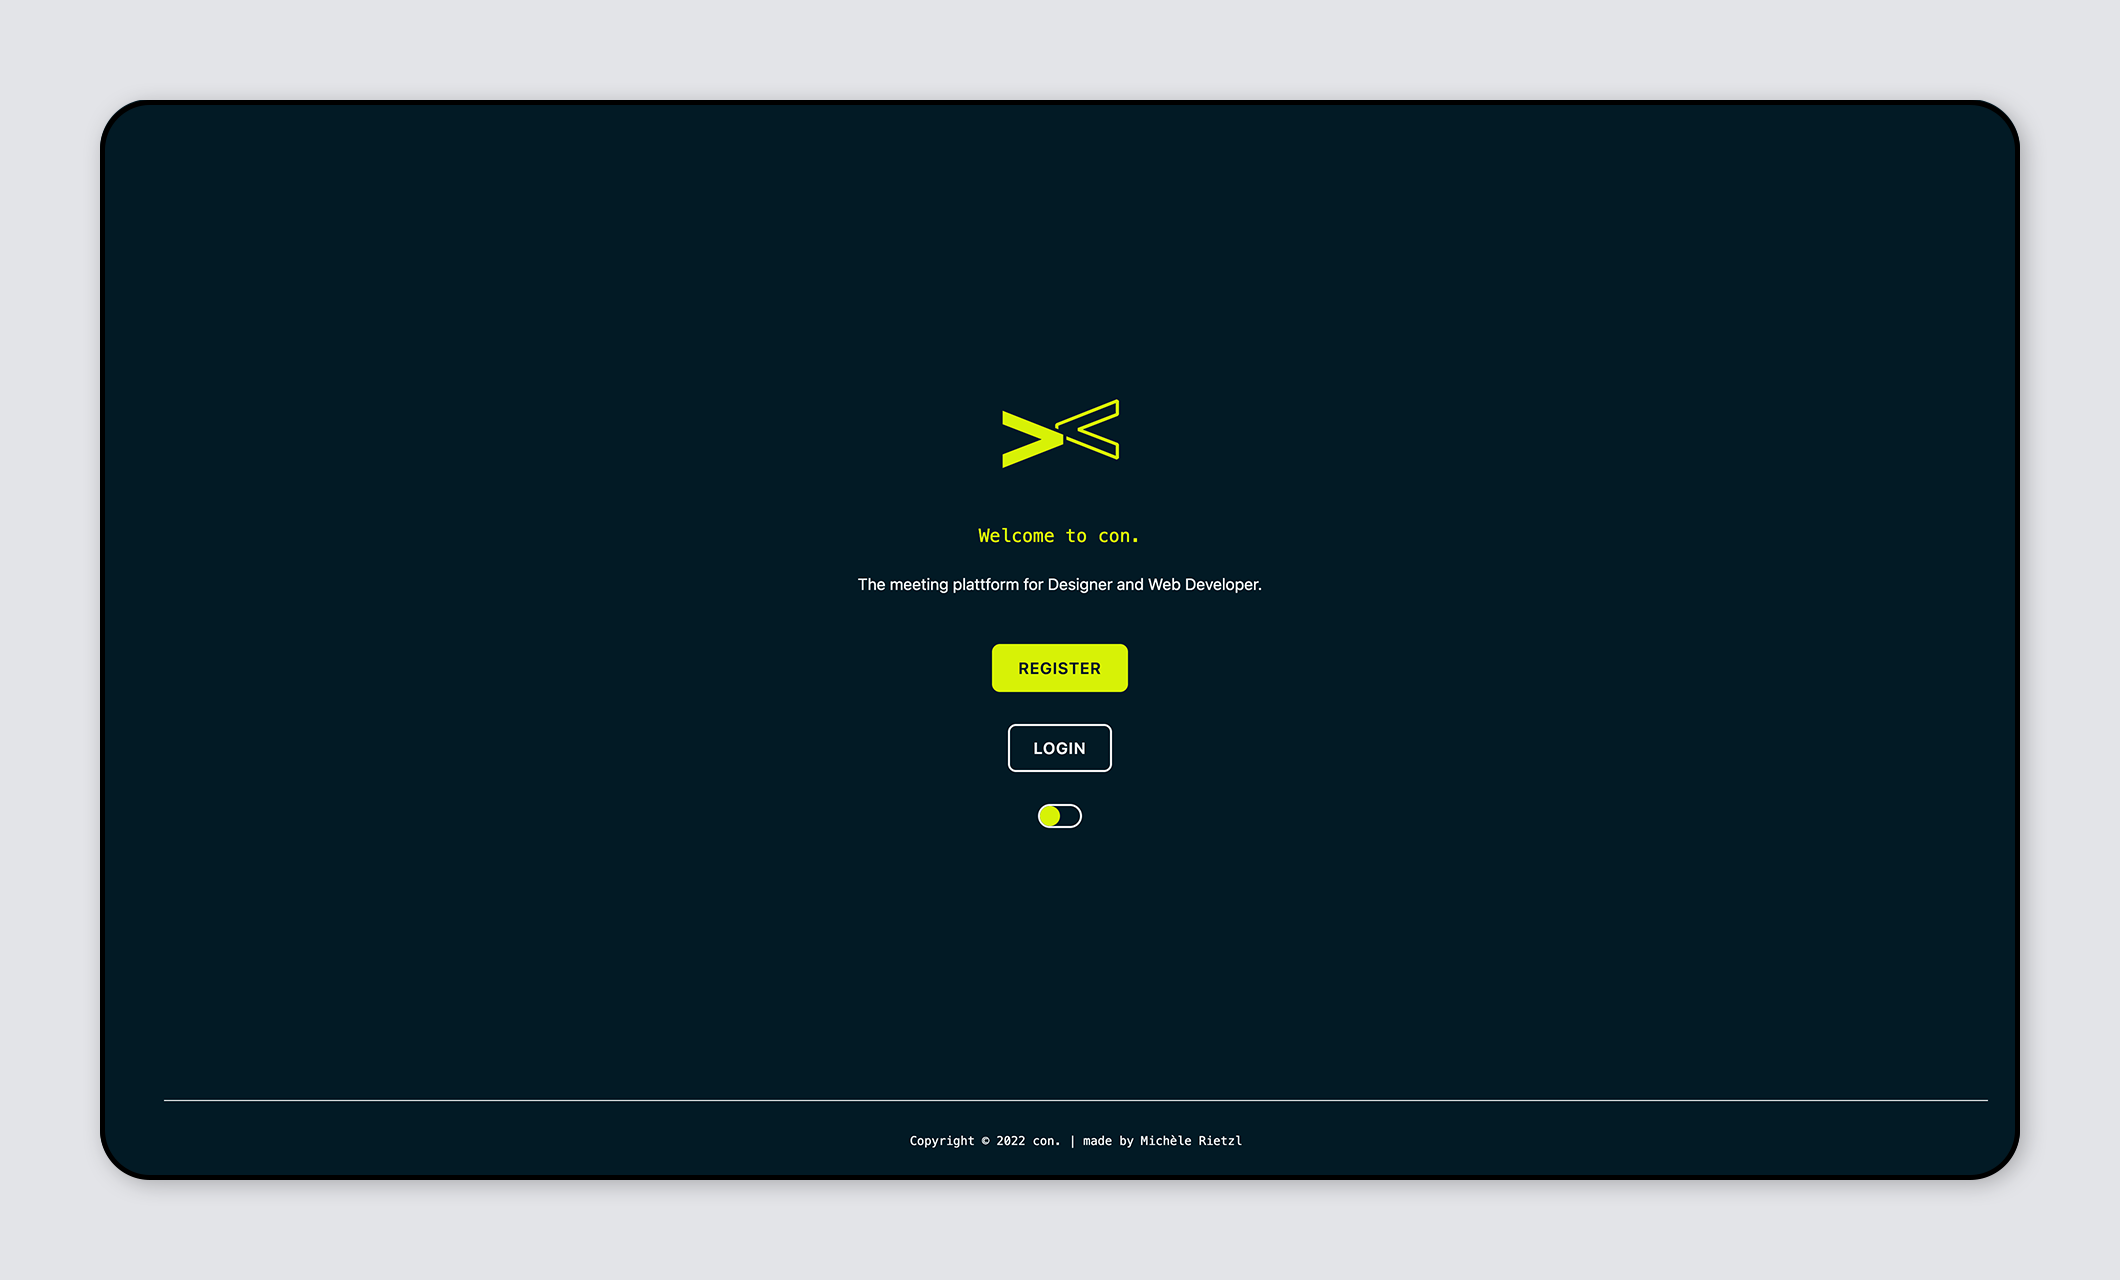 Welcome to con.
The meeting plattform for Designer and Web Developer.
REGISTER
LOGIN
Copyright © 2022 con. | made by Michèle Rietzl